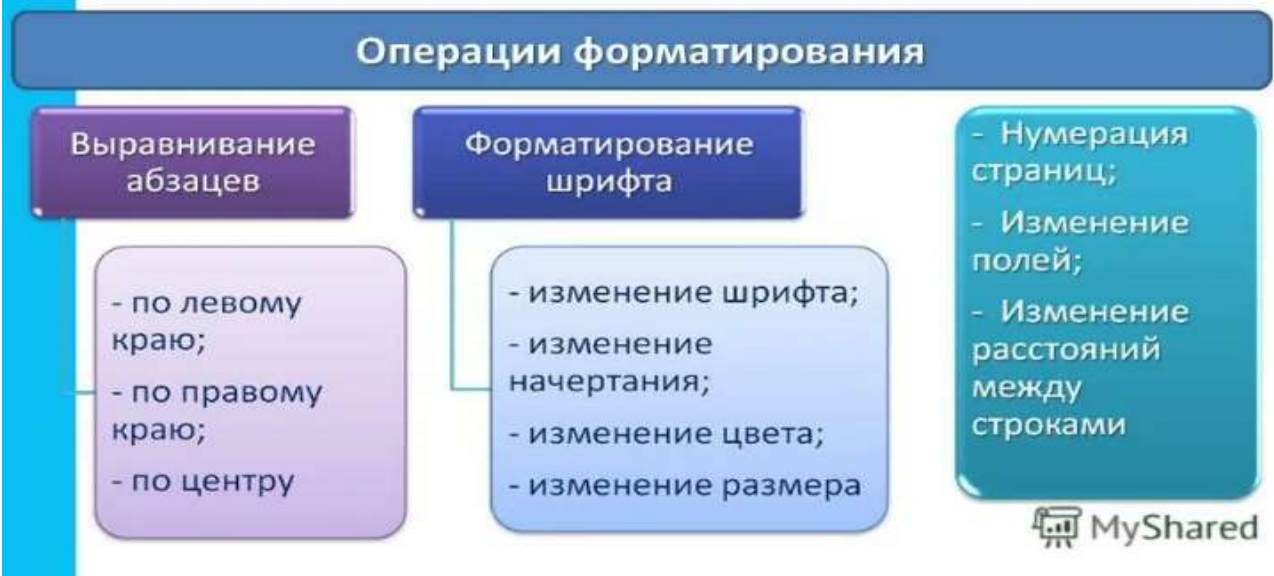 Операции форматирования
Выравнивание
абзацев
- по левому
краю;
- по правому
краю;
- по центру
Форматирование
шрифта
- изменение шрифта;
- изменение
начертания;
- изменение цвета;
- изменение размера
- Нумерация
страниц;
- Изменение
полей;
- Изменение
расстояний
между
строками
MyShared